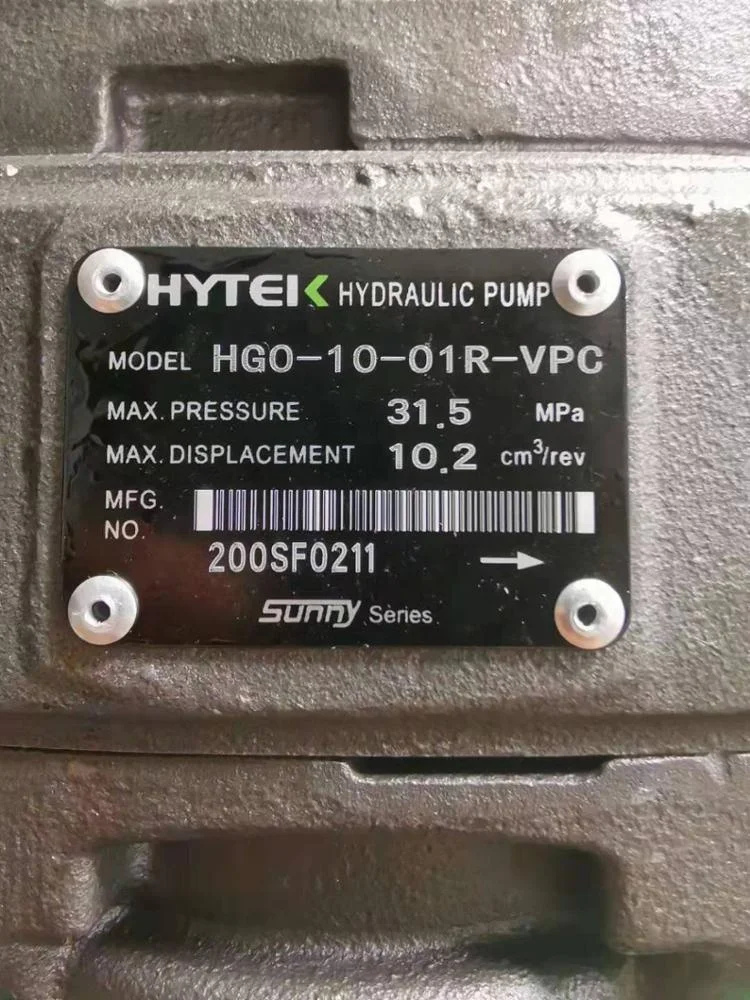 HYTEK HYDRAULIC PUMP
MODEL HG0-10-01R-VPC
MAX. PRESSURE 31.5 MPa
MAX. DISPLACEMENT 10.2 cm³/rev
MFG. NO.
200SF0211
sunny Series